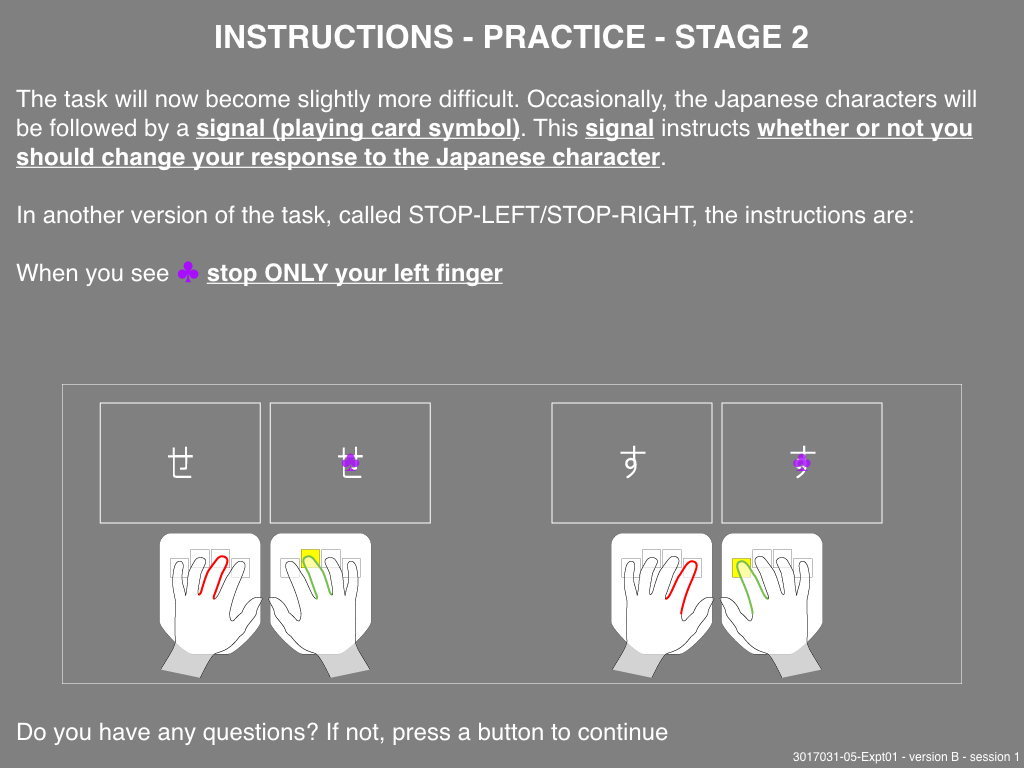 INSTRUCTIONS - PRACTICE - STAGE 2
The task will now become slightly more difficult. Occasionally, the Japanese characters will
be followed by a signal (playing card symbol). This signal instructs whether or not you
should change your response to the Japanese character.
In another version of the task, called STOP-LEFT/STOP-RIGHT, the instructions are:
When you see ♣ stop ONLY your left finger
せ せ す す
Do you have any questions? If not, press a button to continue
3017031-05-Expt01 - version B - session 1